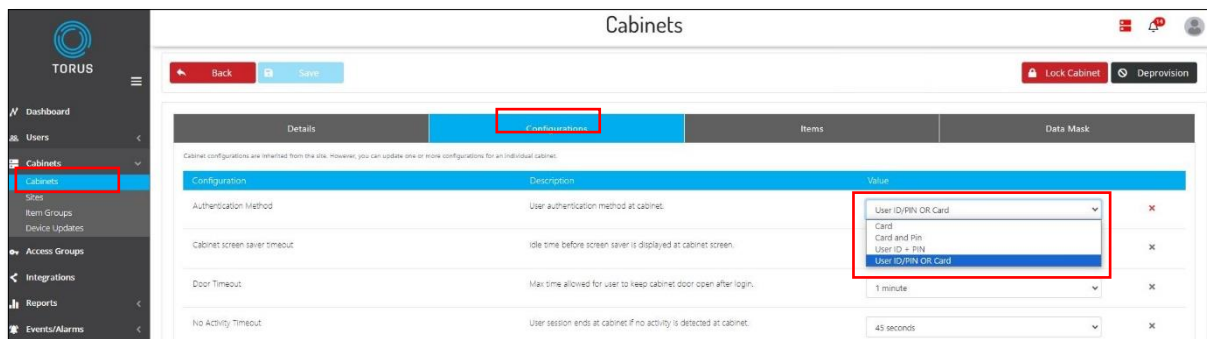 Cabinets
14
TORUS
Back
Save
Lock Cabinet
Deprovision
Dashboard
Users
Cabinets
Cabinets
Sites
Item Groups
Device Updates
Access Groups
Integrations
Reports
Events/Alarms
Details
Configurations
Items
Data Mask
Cabinet configurations are inherited from the site. However, you can update one or more configurations for an individual cabinet.
Configuration
Description
Value
Authentication Method
User authentication method at cabinet.
User ID/PIN OR Card
Card
Card and Pin
User ID + PIN
User ID/PIN OR Card
Cabinet screen saver timeout
Idle time before screen saver is displayed at cabinet screen.
Door Timeout
Max time allowed for user to keep cabinet door open after login.
1 minute
No Activity Timeout
User session ends at cabinet if no activity is detected at cabinet.
45 seconds